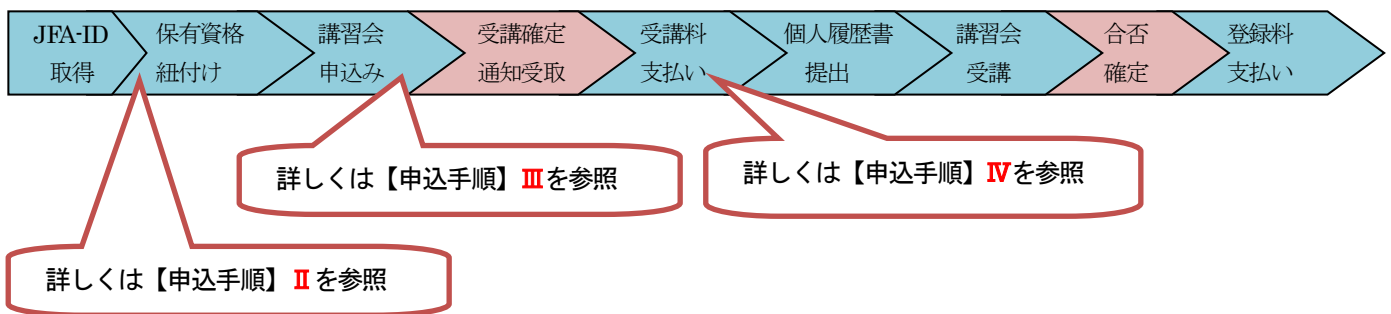 JFA-ID
取得
保有資格
紐付け
講習会
申込み
受講確定
通知受取
受講料
支払い
個人履歴書
提出
講習会
受講
合否
確定
登録料
支払い
詳しくは【申込手順】Ⅲを参照
詳しくは【申込手順】Ⅳを参照
詳しくは【申込手順】Ⅱを参照